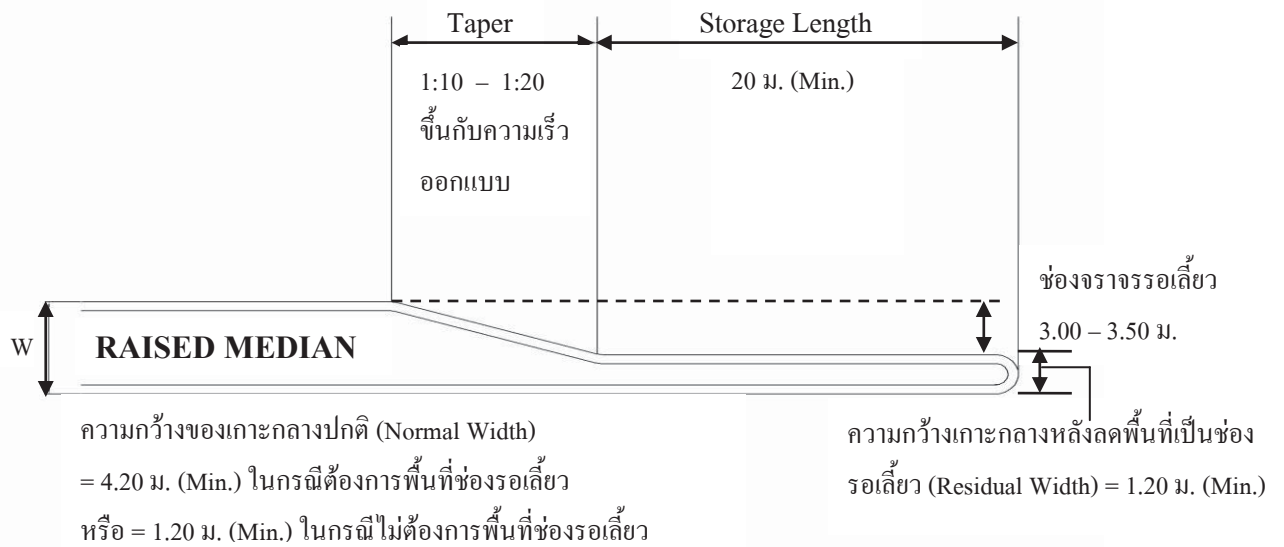 Taper
Storage Length
1:10 – 1:20
20 ม. (Min.)
ขึ้นกับความเร็ว
ออกแบบ
ช่องจราจรรอเลี้ยว
3.00 – 3.50 ม.
W
RAISED MEDIAN
ความกว้างของเกาะกลางปกติ (Normal Width)
= 4.20 ม. (Min.) ในกรณีต้องการพื้นที่ช่องรอเลี้ยว
หรือ = 1.20 ม. (Min.) ในกรณีไม่ต้องการพื้นที่ช่องรอเลี้ยว
ความกว้างเกาะกลางหลังลดพื้นที่เป็นช่อง
รอเลี้ยว (Residual Width) = 1.20 ม. (Min.)